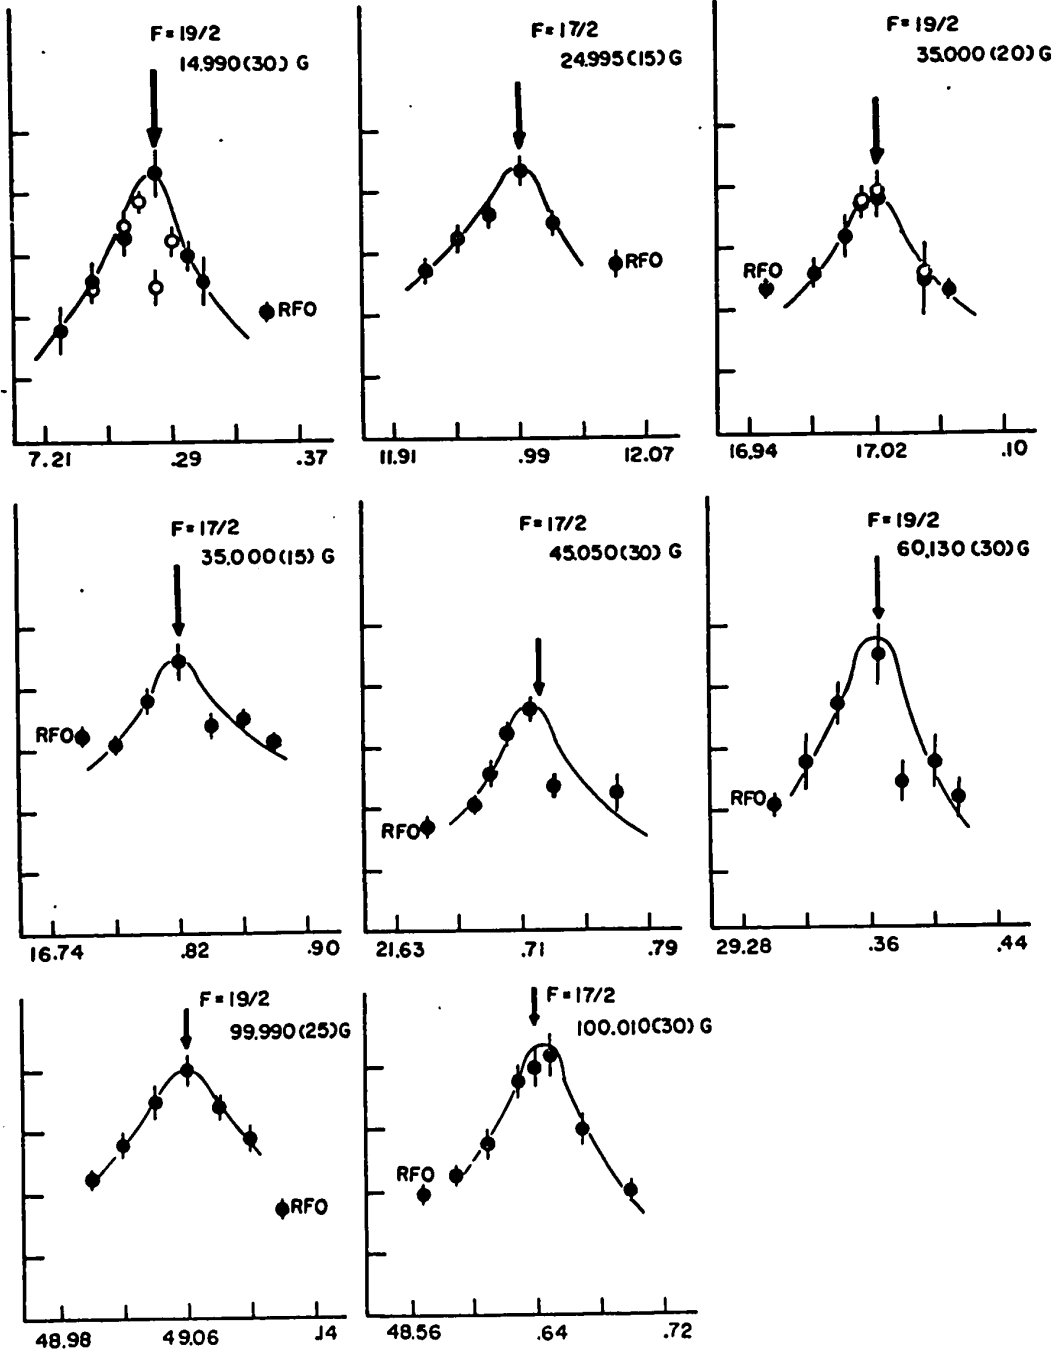 F = 19/2
14.990(30) G
RFO
7.21 .29 .37
F = 17/2
24.995(15) G
RFO
11.91 .99 12.07
F = 19/2
35.000 (20) G
RFO
16.94 17.02 .10
F = 17/2
35.000(15) G
RFO
16.74 .82 .90
F = 17/2
45.050(30) G
RFO
21.63 .71 .79
F = 19/2
60.130 (30) G
RFO
29.28 .36 .44
F = 19/2
99.990(25)G
RFO
48.98 49.06 .14
F = 17/2
100.010(30) G
RFO
48.56 .64 .72